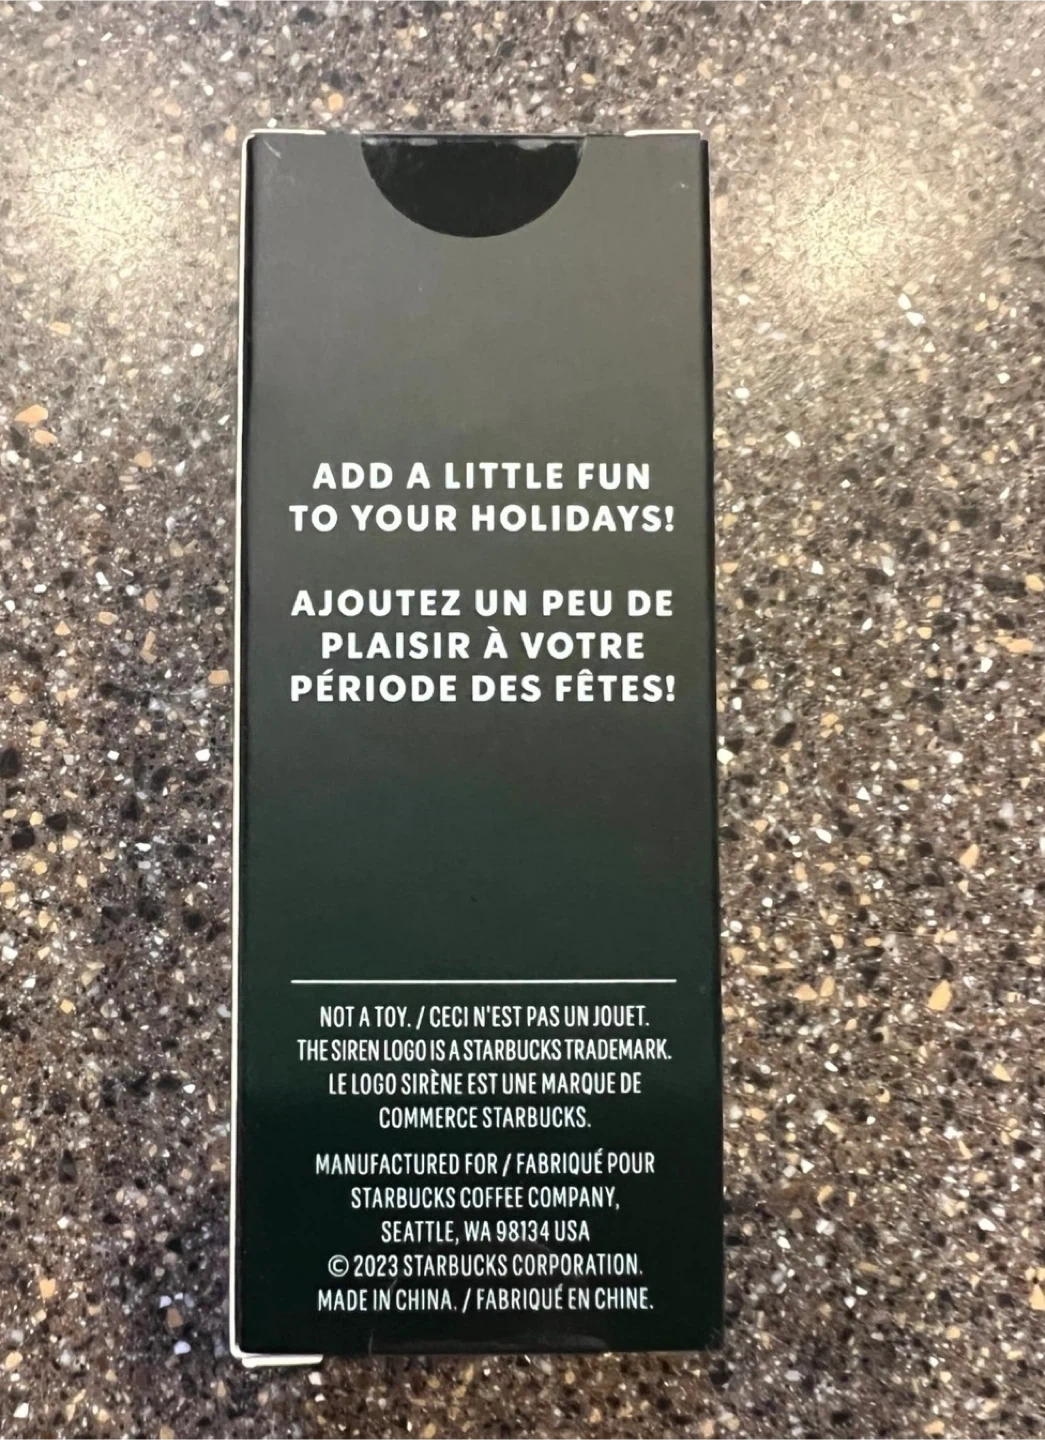 ADD A LITTLE FUN
TO YOUR HOLIDAYS!
AJOUTEZ UN PEU DE
PLAISIR À VOTRE
PÉRIODE DES FÊTES!
NOT A TOY. / CECI N'EST PAS UN JOUET.
THE SIREN LOGO IS A STARBUCKS TRADEMARK.
LE LOGO SIRÈNE EST UNE MARQUE DE
COMMERCE STARBUCKS.
MANUFACTURED FOR / FABRIQUÉ POUR
STARBUCKS COFFEE COMPANY,
SEATTLE, WA 98134 USA
© 2023 STARBUCKS CORPORATION.
MADE IN CHINA. / FABRIQUÉ EN CHINE.